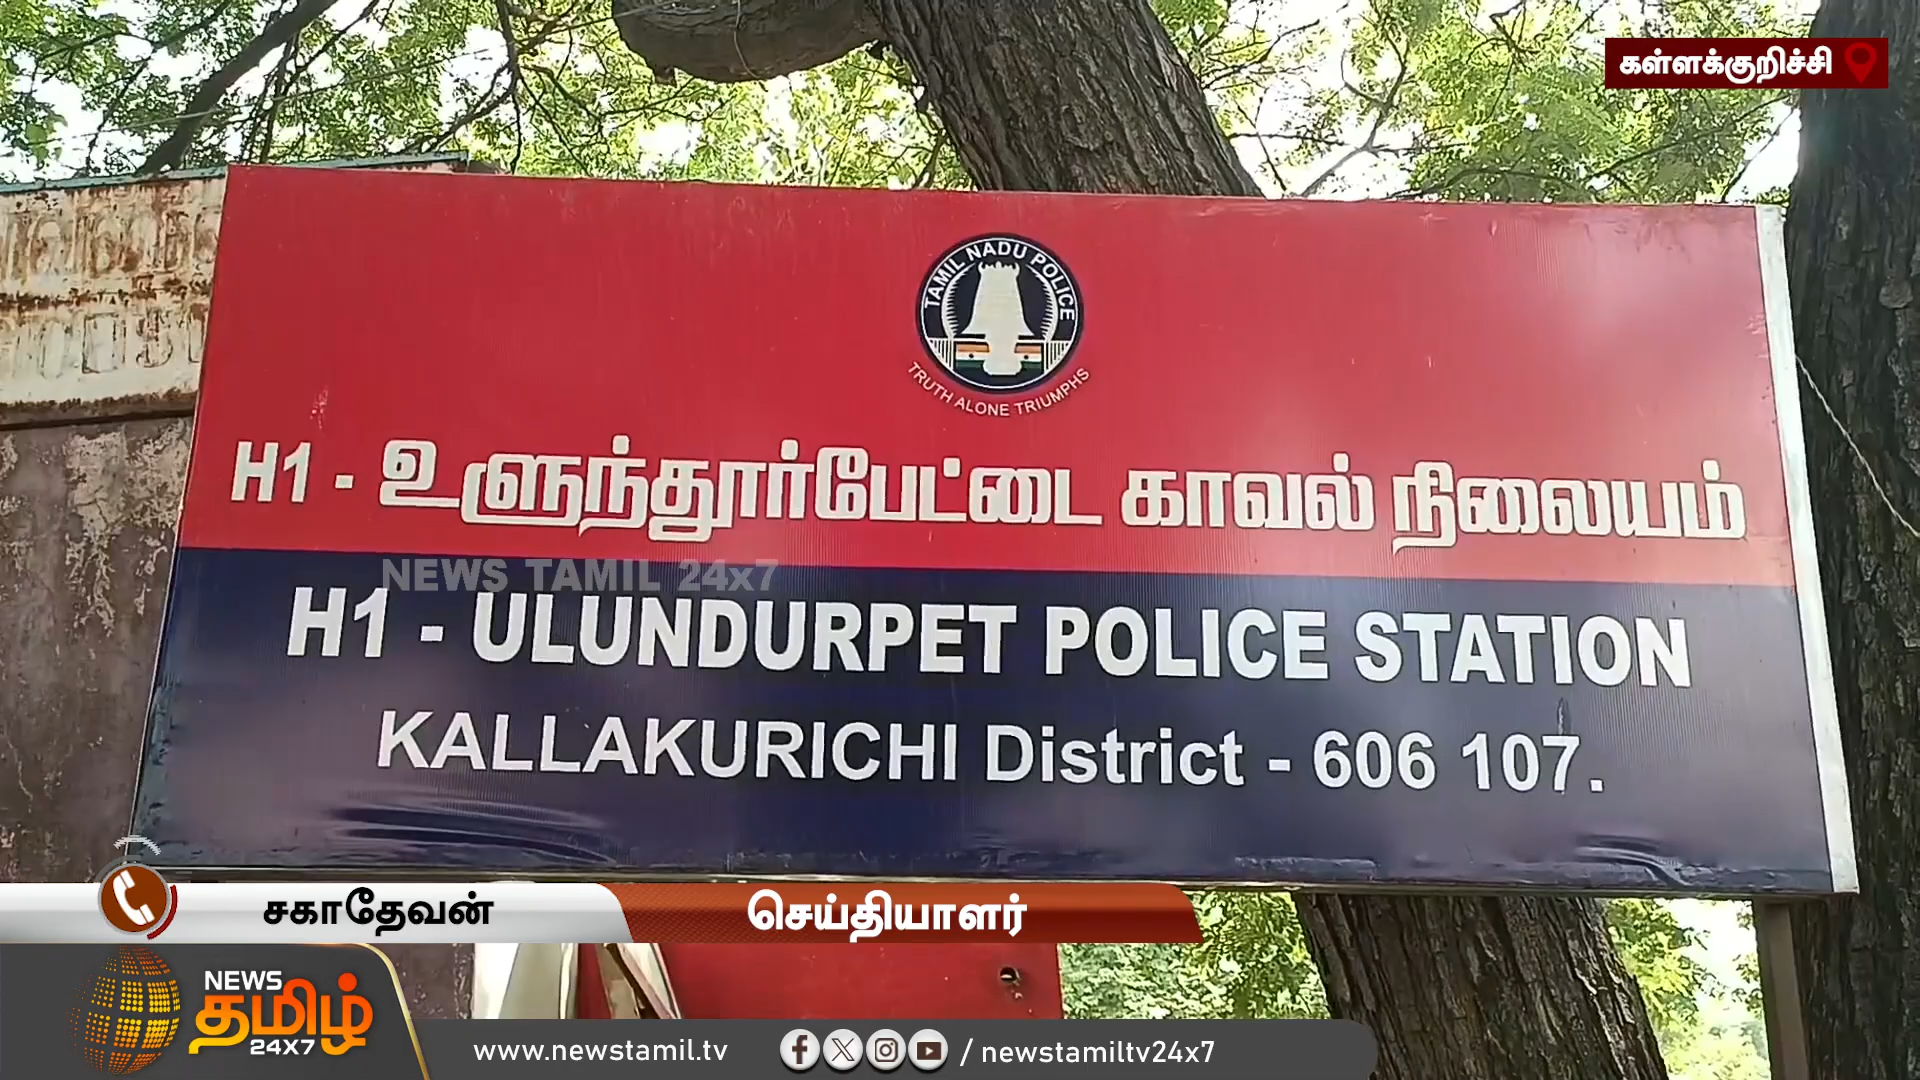 கள்ளக்குறிச்சி
TAMIL NADU POLICE
TRUTH ALONE TRIUMPHS
H1 - உளுந்தூர்பேட்டை காவல் நிலையம்
NEWS TAMIL 24x7
H1 - ULUNDURPET POLICE STATION
KALLAKURICHI District - 606 107.
சகாதேவன் செய்தியாளர்
NEWS
தமிழ்
24X7
www.newstamil.tv / newstamiltv24x7